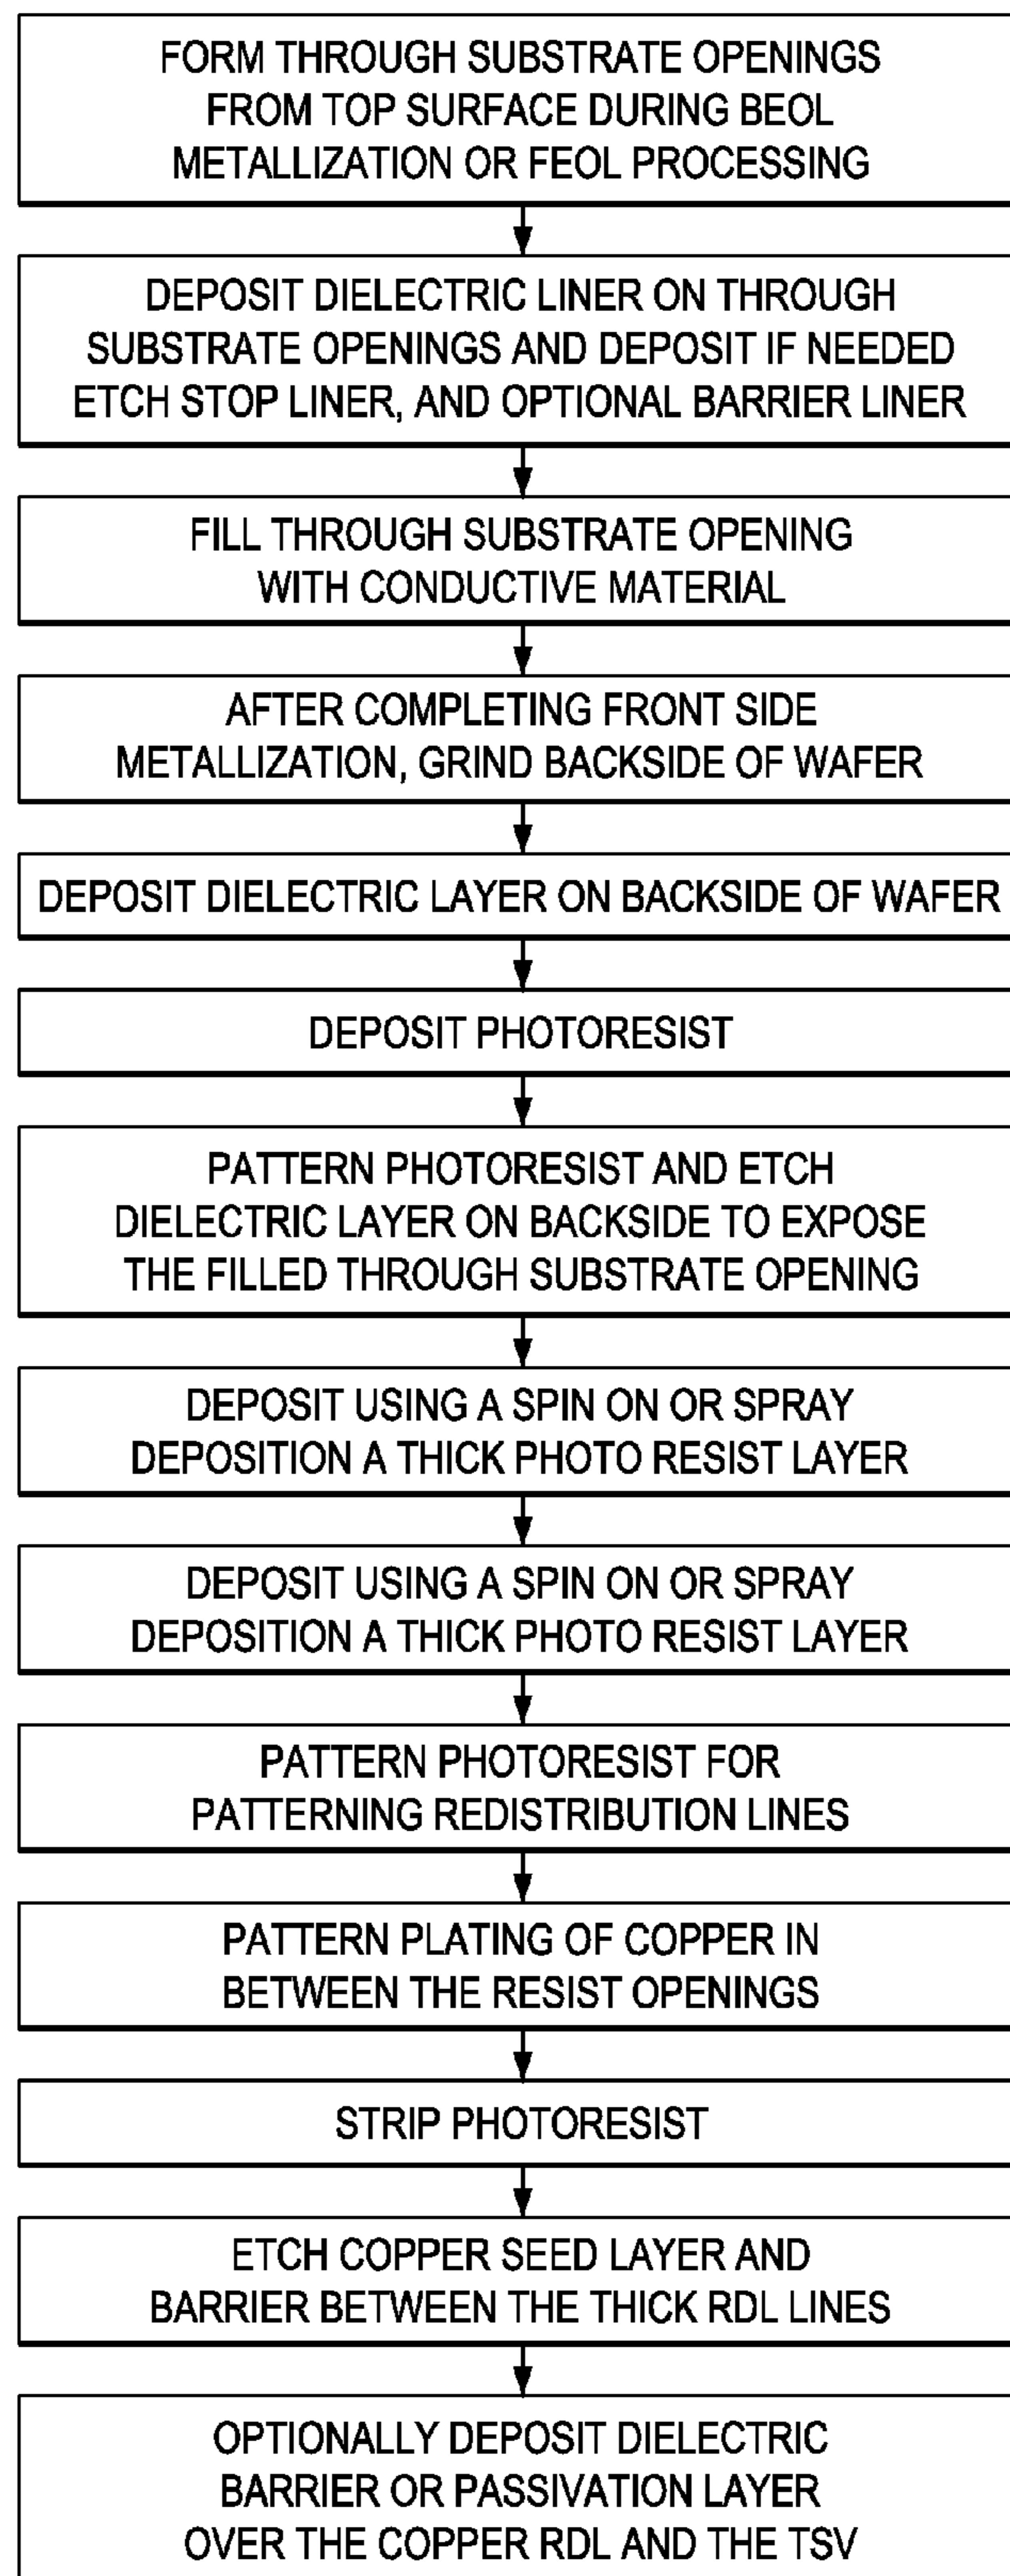 FORM THROUGH SUBSTRATE OPENINGS
FROM TOP SURFACE DURING BEOL
METALLIZATION OR FEOL PROCESSING
DEPOSIT DIELECTRIC LINER ON THROUGH
SUBSTRATE OPENINGS AND DEPOSIT IF NEEDED
ETCH STOP LINER, AND OPTIONAL BARRIER LINER
FILL THROUGH SUBSTRATE OPENING
WITH CONDUCTIVE MATERIAL
AFTER COMPLETING FRONT SIDE
METALLIZATION, GRIND BACKSIDE OF WAFER
DEPOSIT DIELECTRIC LAYER ON BACKSIDE OF WAFER
DEPOSIT PHOTORESIST
PATTERN PHOTORESIST AND ETCH
DIELECTRIC LAYER ON BACKSIDE TO EXPOSE
THE FILLED THROUGH SUBSTRATE OPENING
DEPOSIT USING A SPIN ON OR SPRAY
DEPOSITION A THICK PHOTO RESIST LAYER
DEPOSIT USING A SPIN ON OR SPRAY
DEPOSITION A THICK PHOTO RESIST LAYER
PATTERN PHOTORESIST FOR
PATTERNING REDISTRIBUTION LINES
PATTERN PLATING OF COPPER IN
BETWEEN THE RESIST OPENINGS
STRIP PHOTORESIST
ETCH COPPER SEED LAYER AND
BARRIER BETWEEN THE THICK RDL LINES
OPTIONALLY DEPOSIT DIELECTRIC
BARRIER OR PASSIVATION LAYER
OVER THE COPPER RDL AND THE TSV